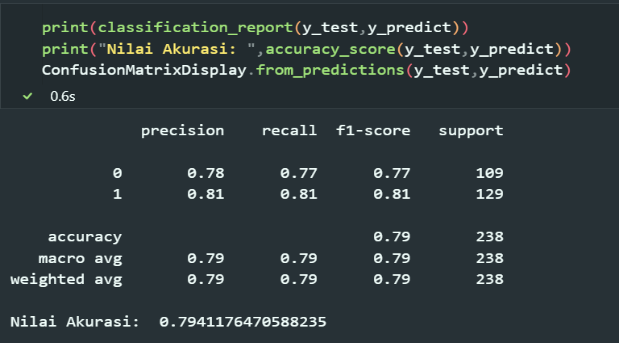 print(classification_report(y_test,y_predict))
print("Nilai Akurasi: ",accuracy_score(y_test,y_predict))
ConfusionMatrixDisplay.from_predictions(y_test,y_predict)
0.6s
precision recall f1-score support
0 0.78 0.77 0.77 109
1 0.81 0.81 0.81 129
accuracy 0.79 238
macro avg 0.79 0.79 0.79 238
weighted avg 0.79 0.79 0.79 238
Nilai Akurasi: 0.7941176470588235